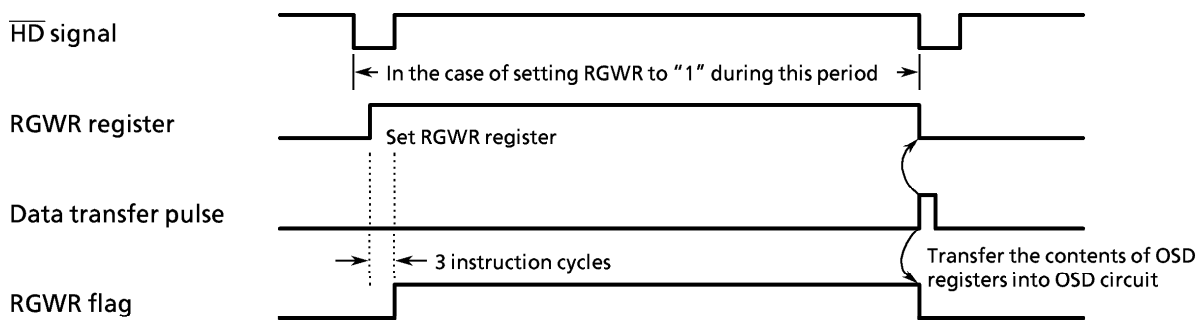 H̅D̅ signal
In the case of setting RGWR to “1” during this period
RGWR register
Set RGWR register
Data transfer pulse
3 instruction cycles
Transfer the contents of OSD
registers into OSD circuit
RGWR flag